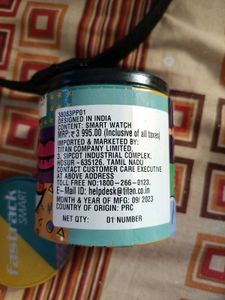 38083PP01
DESIGNED IN INDIA
CONTENT: SMART WATCH
MRP: ₹ 3 995.00 (Inclusive of all taxes)
IMPORTED & MARKETED BY:
TITAN COMPANY LIMITED,
3, SIPCOT INDUSTRIAL COMPLEX,
HOSUR - 635126, TAMIL NADU
CONTACT CUSTOMER CARE EXECUTIVE
AT ABOVE ADDRESS
TOLL FREE NO:1800-266-0123,
E- Mail ID: helpdesk@titan.co.in
MONTH & YEAR OF MFG: 09/ 2023
COUNTRY OF ORIGIN: PRC
NET QTY: 01 NUMBER
fastrack
SMART